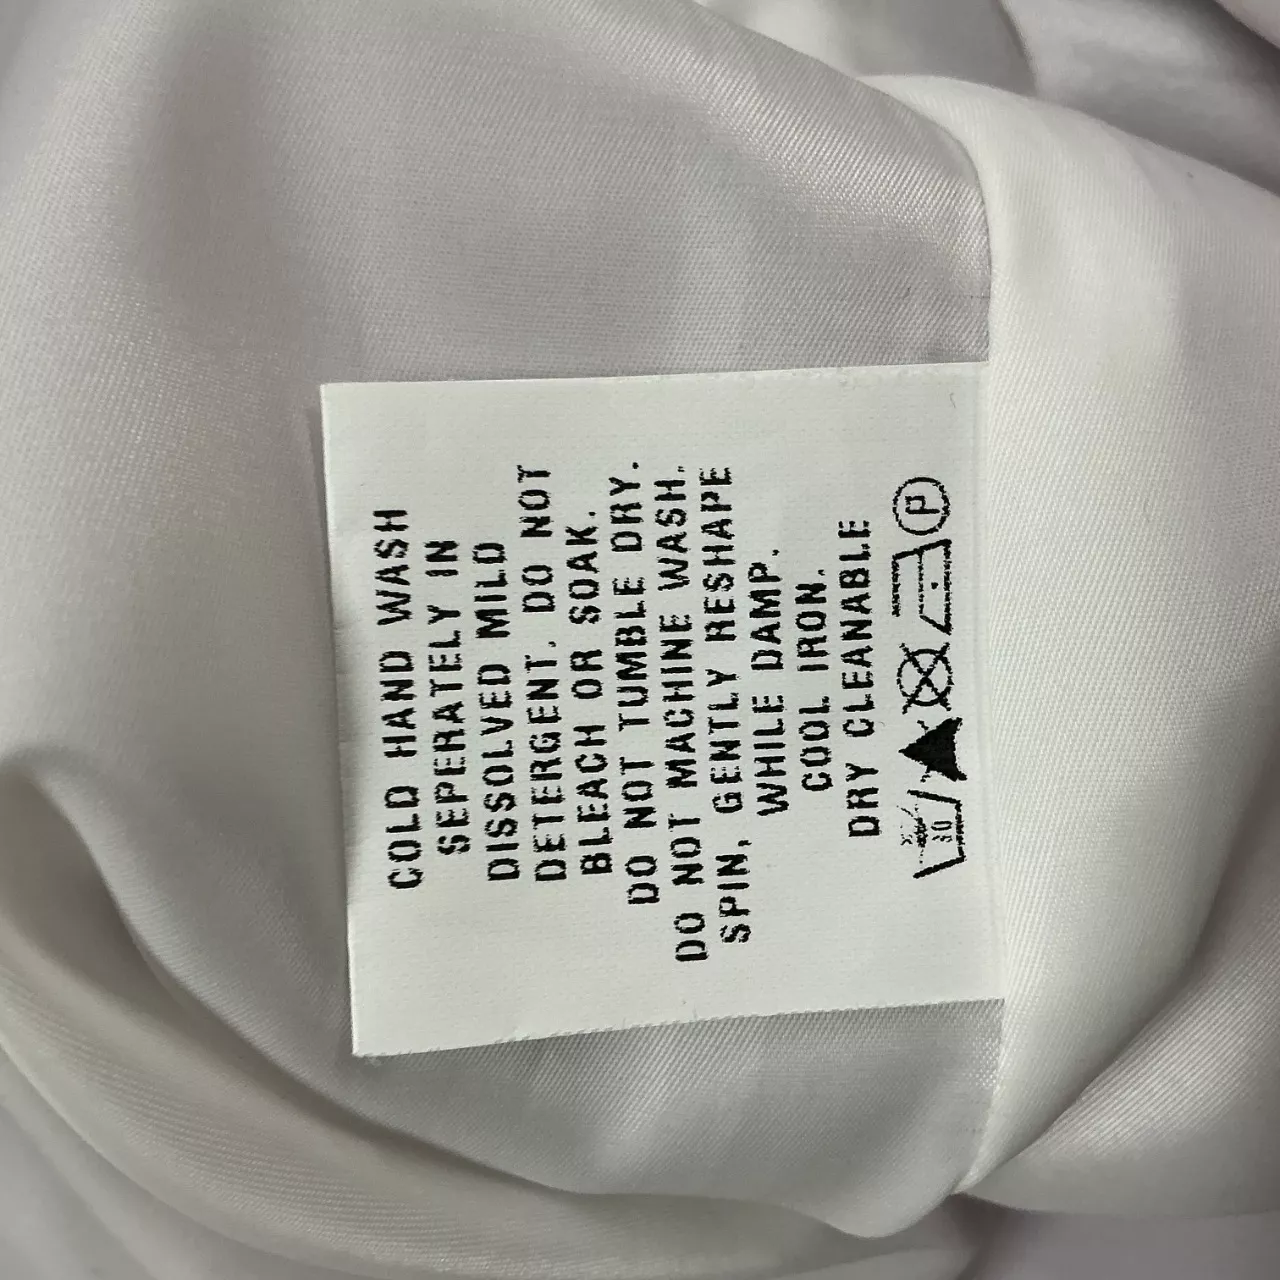 COLD HAND WASH
SEPERATELY IN
DISSOLVED MILD
DETERGENT. DO NOT
BLEACH OR SOAK.
DO NOT TUMBLE DRY.
DO NOT MACHINE WASH.
SPIN, GENTLY RESHAPE
WHILE DAMP.
COOL IRON.
DRY CLEANABLE
30 P